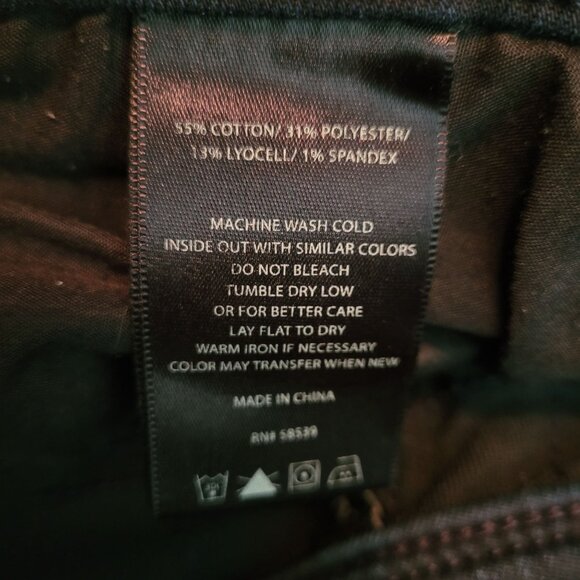 55% COTTON/ 31% POLYESTER/
13% LYOCELL/ 1% SPANDEX
MACHINE WASH COLD
INSIDE OUT WITH SIMILAR COLORS
DO NOT BLEACH
TUMBLE DRY LOW
OR FOR BETTER CARE
LAY FLAT TO DRY
WARM IRON IF NECESSARY
COLOR MAY TRANSFER WHEN NEW
MADE IN CHINA
RN# 58539